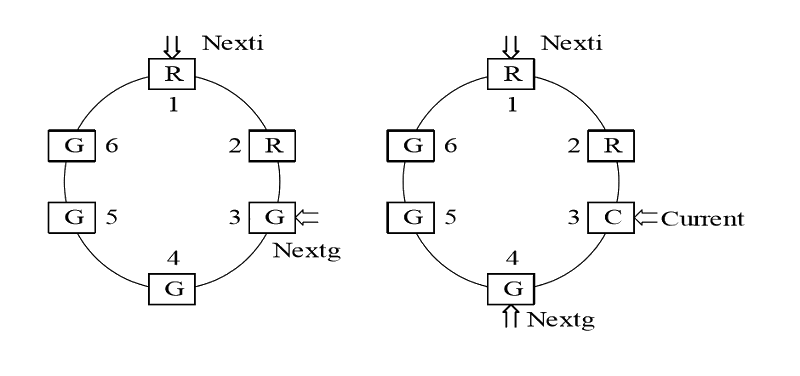 Nexti
R
1
G 6 2 R
G 5 3 G
Nextg
4
G
Nexti
R
1
G 6 2 R
G 5 3 C Current
4
G
Nextg